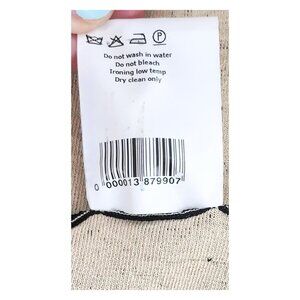 Do not wash in water
Do not bleach
Ironing low temp
Dry clean only
0 000013 879907